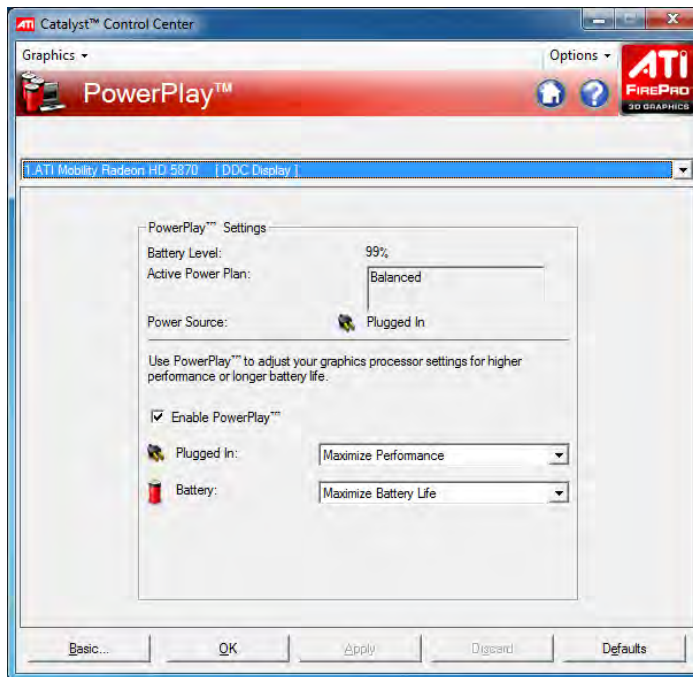 ATI Catalyst™ Control Center
Graphics
Options
ATI
FIREPRO™
3D GRAPHICS
PowerPlay™
1.ATI Mobility Radeon HD 5870 [ DDC Display ]
PowerPlay™ Settings
Battery Level: 99%
Active Power Plan: Balanced
Power Source: Plugged In
Use PowerPlay™ to adjust your graphics processor settings for higher
performance or longer battery life.
Enable PowerPlay™
Plugged In: Maximize Performance
Battery: Maximize Battery Life
Basic... OK Apply Discard Defaults